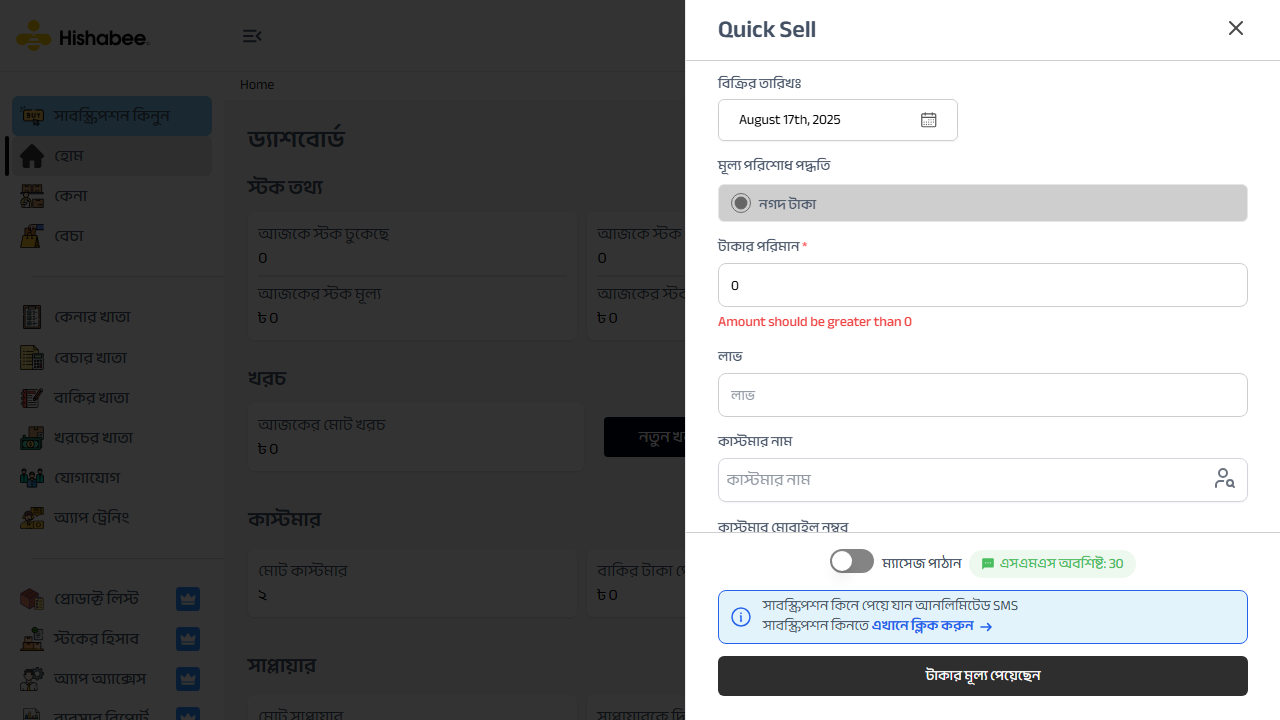 Hishabee
সাবস্ক্রিপশন কিনুন
হোম
কেনা
বেচা
কেনার খাতা
বেচার খাতা
বাকির খাতা
খরচের খাতা
যোগাযোগ
অ্যাপ ট্রেনিং
প্রোডাক্ট লিস্ট
স্টকের হিসাব
অ্যাপ অ্যাক্সেস
ব্যবসার রিপোর্ট
Home
ড্যাশবোর্ড
স্টক তথ্য
আজকে স্টক ঢুকেছে
0
আজকের স্টক মূল্য
৳ 0
আজকে স্টক
0
আজকের স্টক
৳ 0
খরচ
আজকের মোট খরচ
৳ 0
নতুন
কাস্টমার
মোট কাস্টমার
২
বাকির টাকা
৳ 0
সাপ্লায়ার
মোট সাপ্লায়ার
Quick Sell
বিক্রির তারিখঃ
August 17th, 2025
মূল্য পরিশোধ পদ্ধতি
নগদ টাকা
টাকার পরিমান *
0
Amount should be greater than 0
লাভ
লাভ
কাস্টমার নাম
কাস্টমার নাম
কাস্টমার মোবাইল নম্বর
ম্যাসেজ পাঠান
এসএমএস অবশিষ্ট: 30
সাবস্ক্রিপশন কিনে পেয়ে যান আনলিমিটেড SMS
সাবস্ক্রিপশন কিনতে এখানে ক্লিক করুন →
টাকার মূল্য পেয়েছেন